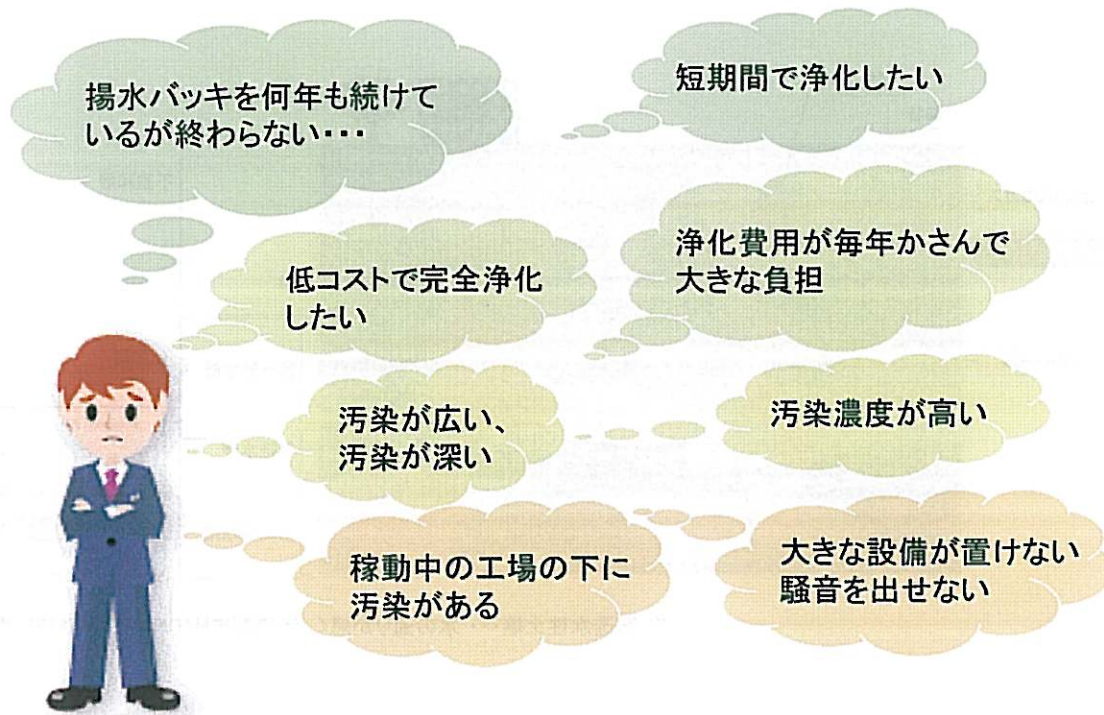 揚水バッキを何年も続けて
いるが終わらない・・・
短期間で浄化したい
低コストで完全浄化
したい
浄化費用が毎年かさんで
大きな負担
汚染が広い、
汚染が深い
汚染濃度が高い
稼動中の工場の下に
汚染がある
大きな設備が置けない
騒音を出せない